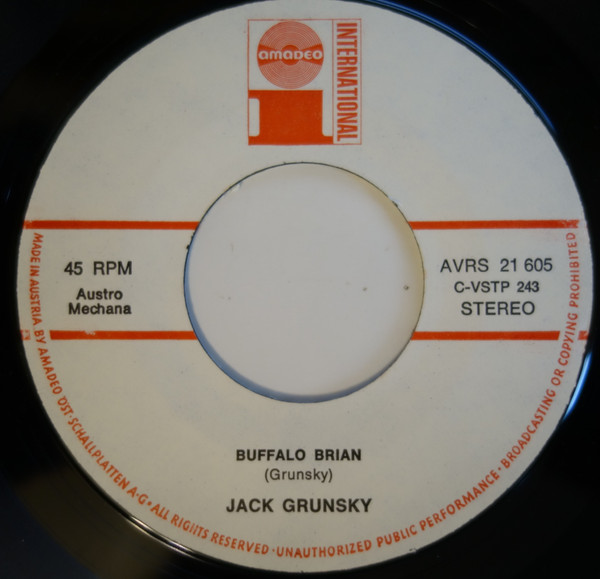 amadeo
INTERNATIONAL
45 RPM
Austro
Mechana
AVRS 21 605
C-VSTP 243
STEREO
BUFFALO BRIAN
(Grunsky)
JACK GRUNSKY
MADE IN AUSTRIA BY AMADEO ÖST·SCHALLPLATTEN A·G· ALL RIGHTS RESERVED · UNAUTHORIZED PUBLIC PERFORMANCE · BROADCASTING OR COPYING PROHIBITED